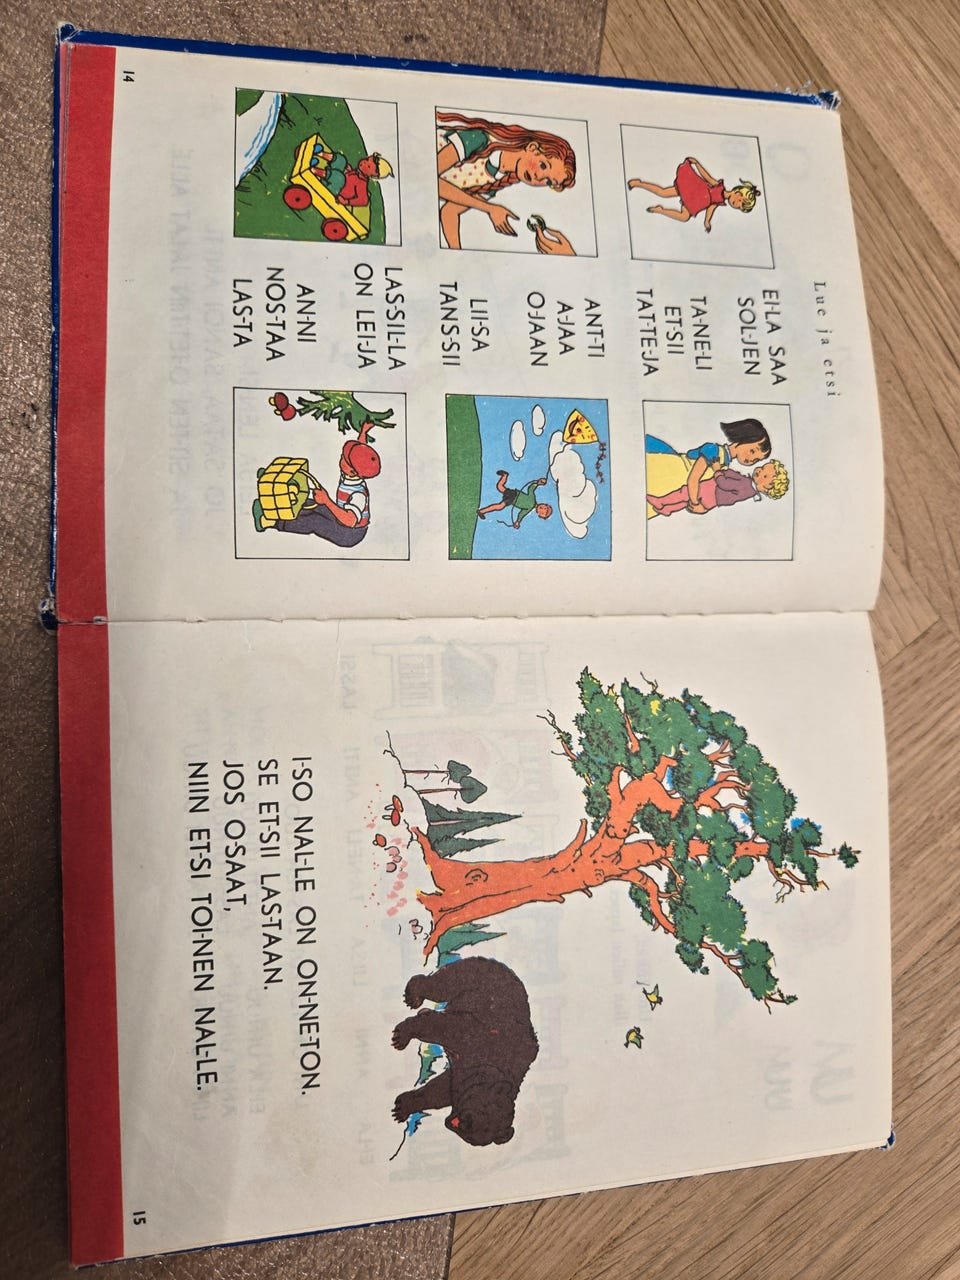 Lue ja etsi
EI-LA SAA
SOL-JEN
TA-NE-LI
ET-SII
TAT-TE-JA
ANT-TI
A-JAA
O-JAAN
LII-SA
TANS-SII
LAS-SIL-LA
ON LEI-JA
AN-NI
NOS-TAA
LAS-TA
14
I-SO NAL-LE ON ON-NE-TON.
SE ET-SII LAS-TAAN.
JOS O-SAAT,
NIIN ET-SI TOI-NEN NAL-LE.
15